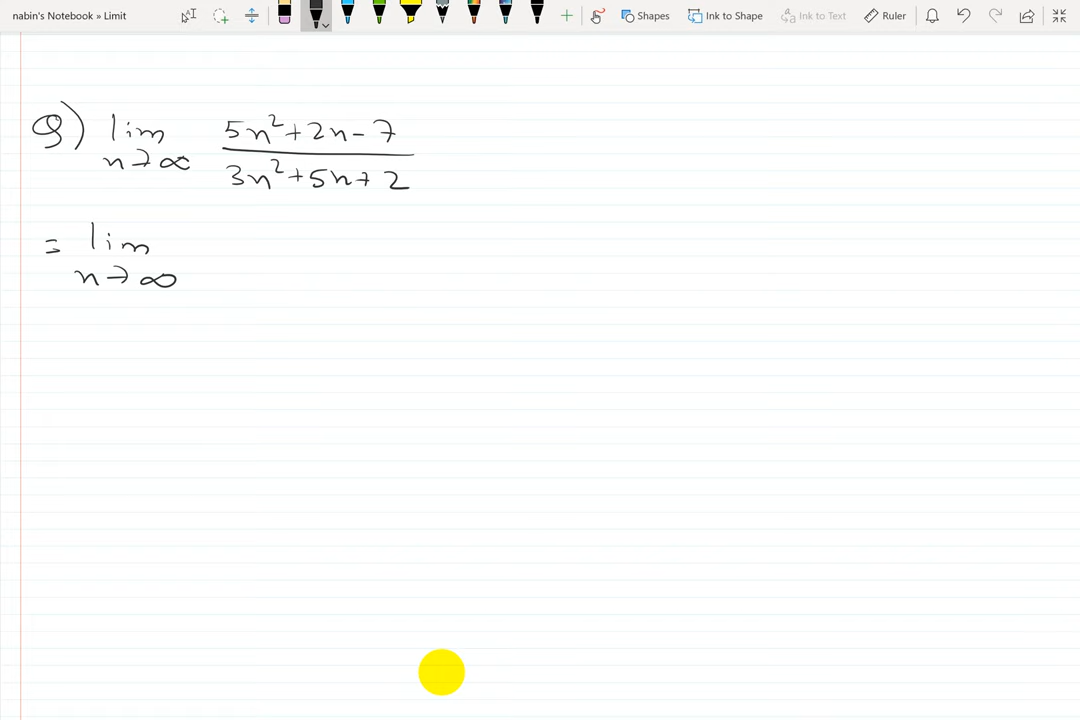 nabin's Notebook » Limit
Shapes
Ink to Shape
Ink to Text
Ruler
Q) lim n→∞ (5n²+2n-7)/(3n²+5n+2)
= lim n→∞